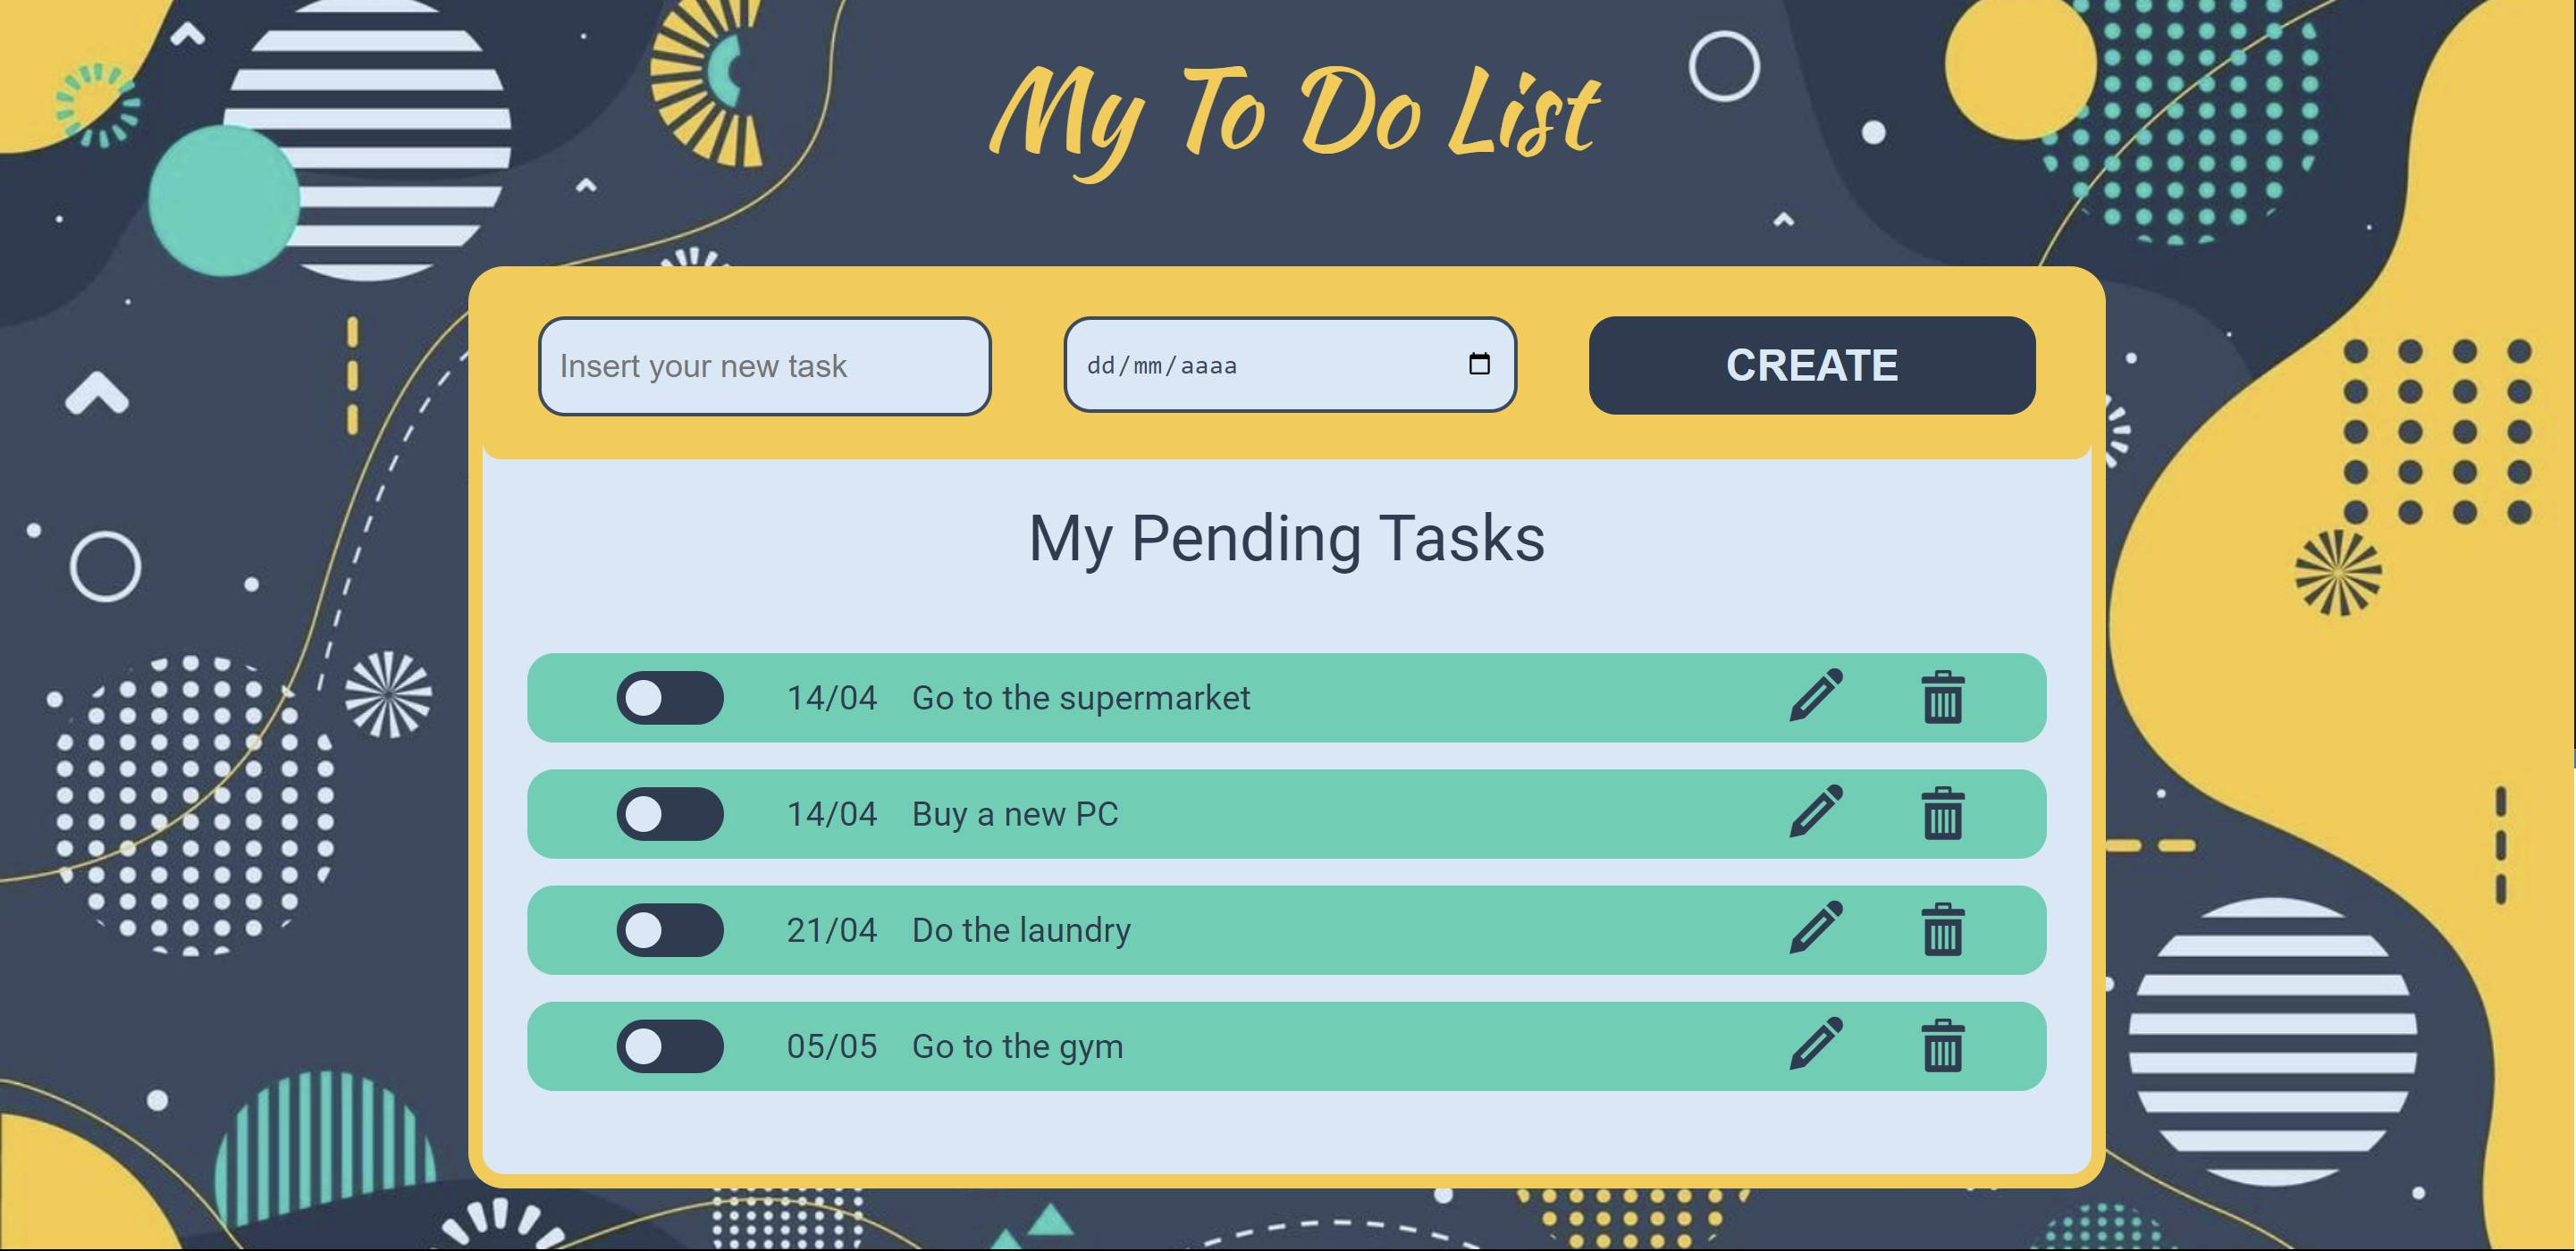 My To Do List
Insert your new task
dd/mm/aaaa
CREATE
My Pending Tasks
14/04 Go to the supermarket
14/04 Buy a new PC
21/04 Do the laundry
05/05 Go to the gym